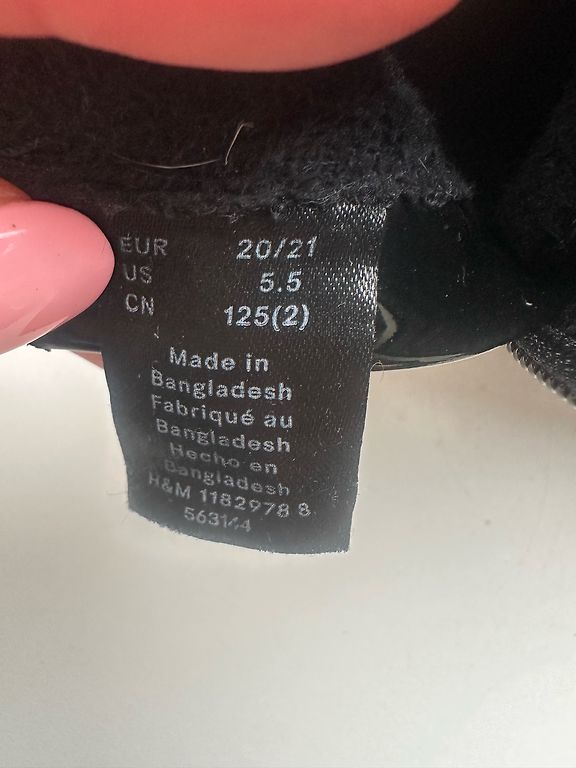 EUR 20/21
US 5.5
CN 125(2)
Made in
Bangladesh
Fabriqué au
Bangladesh
Hecho en
Bangladesh
H&M 1182978 8
563144